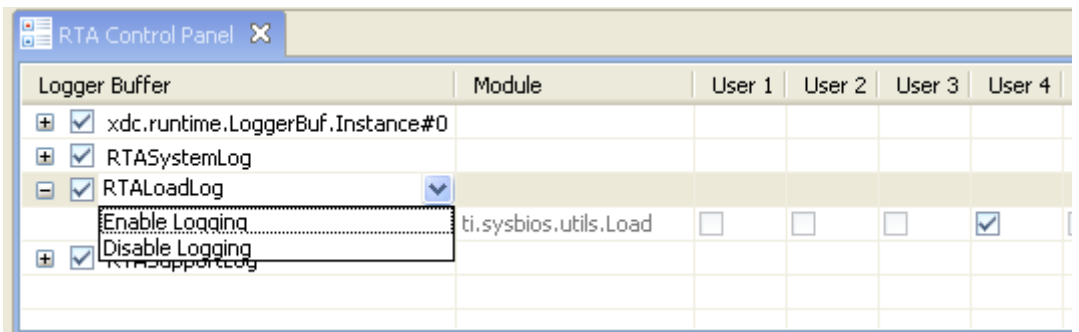 RTA Control Panel
Logger Buffer Module User 1 User 2 User 3 User 4
xdc.runtime.LoggerBuf.Instance#0
RTASystemLog
RTALoadLog
Enable Logging ti.sysbios.utils.Load
Disable Logging
RTASupportLog